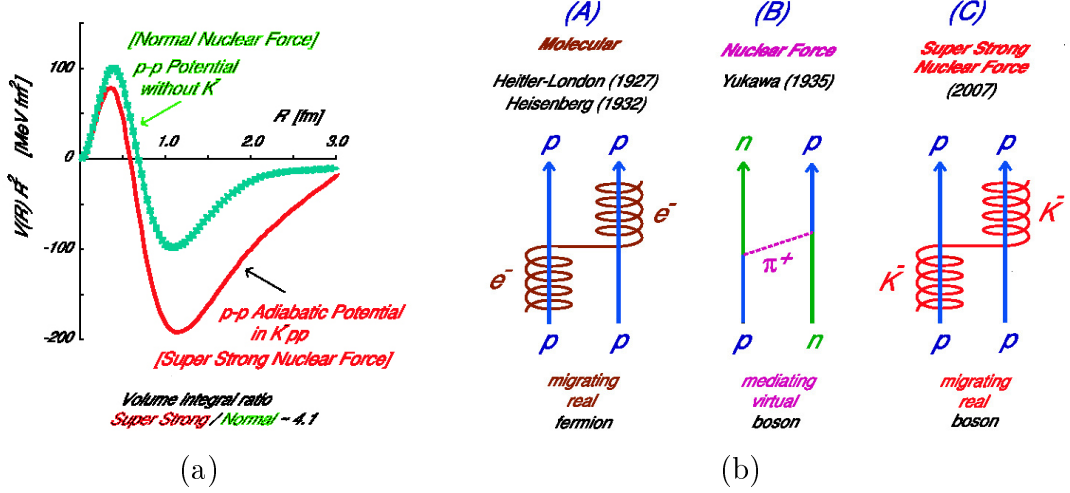 [Normal Nuclear Force]
p-p Potential
without K⁻
V(R) R² [MeV fm²]
R [fm]
100
0
-100
-200
1.0
2.0
3.0
p-p Adiabatic Potential
in K⁻pp
[Super Strong Nuclear Force]
Volume integral ratio
Super Strong / Normal ~ 4.1
(a)
(A)
Molecular
Heitler-London (1927)
Heisenberg (1932)
p p
e⁻
e⁻
p p
migrating
real
fermion
(B)
Nuclear Force
Yukawa (1935)
n p
π⁺
p n
mediating
virtual
boson
(C)
Super Strong
Nuclear Force
(2007)
p p
K⁻
K⁻
p p
migrating
real
boson
(b)